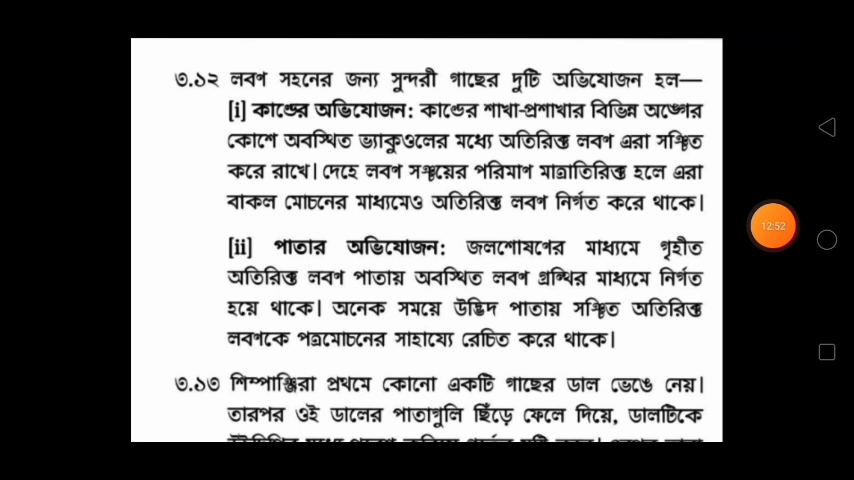 ৩.১২ লবণ সহনের জন্য সুন্দরী গাছের দুটি অভিযোজন হল—
[i] কাণ্ডের অভিযোজন: কাণ্ডের শাখা-প্রশাখার বিভিন্ন অঙ্গের
কোশে অবস্থিত ভ্যাকুওলের মধ্যে অতিরিক্ত লবণ এরা সঞ্চিত
করে রাখে। দেহে লবণ সঞ্চয়ের পরিমাণ মাত্রাতিরিক্ত হলে এরা
বাকল মোচনের মাধ্যমেও অতিরিক্ত লবণ নির্গত করে থাকে।
[ii] পাতার অভিযোজন: জলশোষণের মাধ্যমে গৃহীত
অতিরিক্ত লবণ পাতায় অবস্থিত লবণ গ্রন্থির মাধ্যমে নির্গত
হয়ে থাকে। অনেক সময়ে উদ্ভিদ পাতায় সঞ্চিত অতিরিক্ত
লবণকে পত্রমোচনের সাহায্যে রেচিত করে থাকে।
৩.১৩ শিম্পাঞ্জিরা প্রথমে কোনো একটি গাছের ডাল ভেঙে নেয়।
তারপর ওই ডালের পাতাগুলি ছিঁড়ে ফেলে দিয়ে, ডালটিকে
12:52